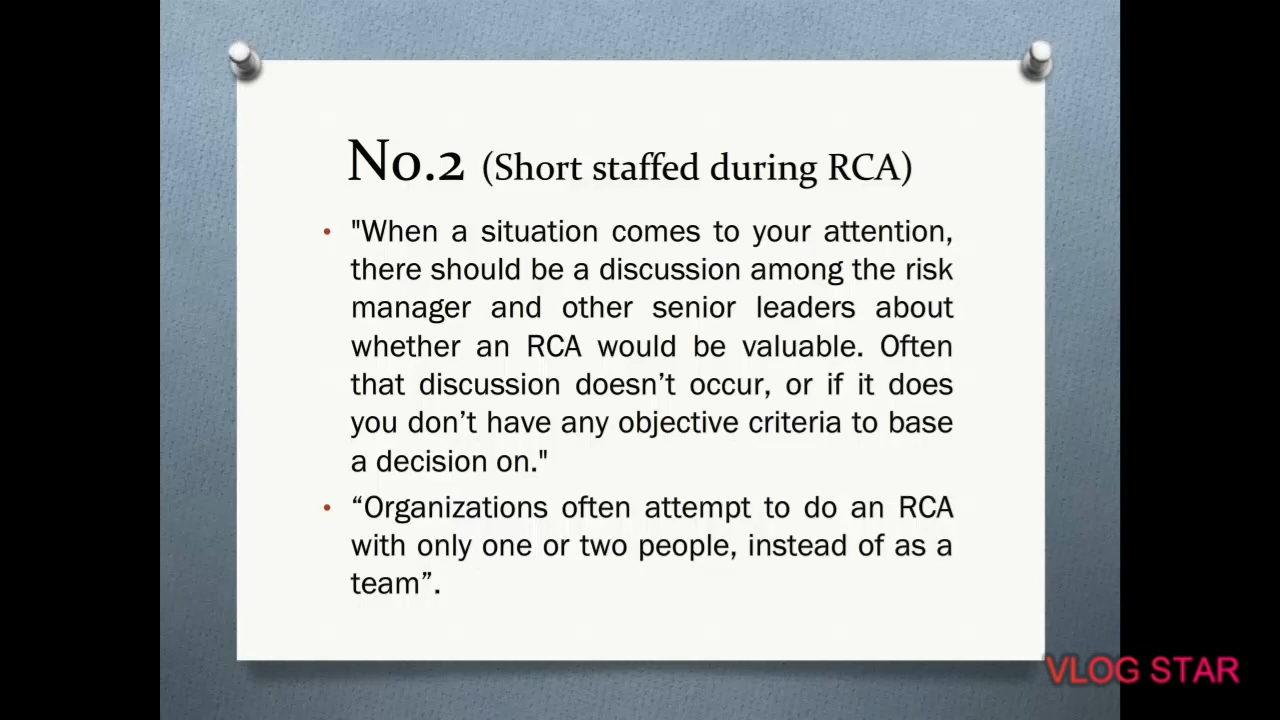 No.2 (Short staffed during RCA)
• "When a situation comes to your attention,
there should be a discussion among the risk
manager and other senior leaders about
whether an RCA would be valuable. Often
that discussion doesn’t occur, or if it does
you don’t have any objective criteria to base
a decision on."
• “Organizations often attempt to do an RCA
with only one or two people, instead of as a
team”.
VLOG STAR